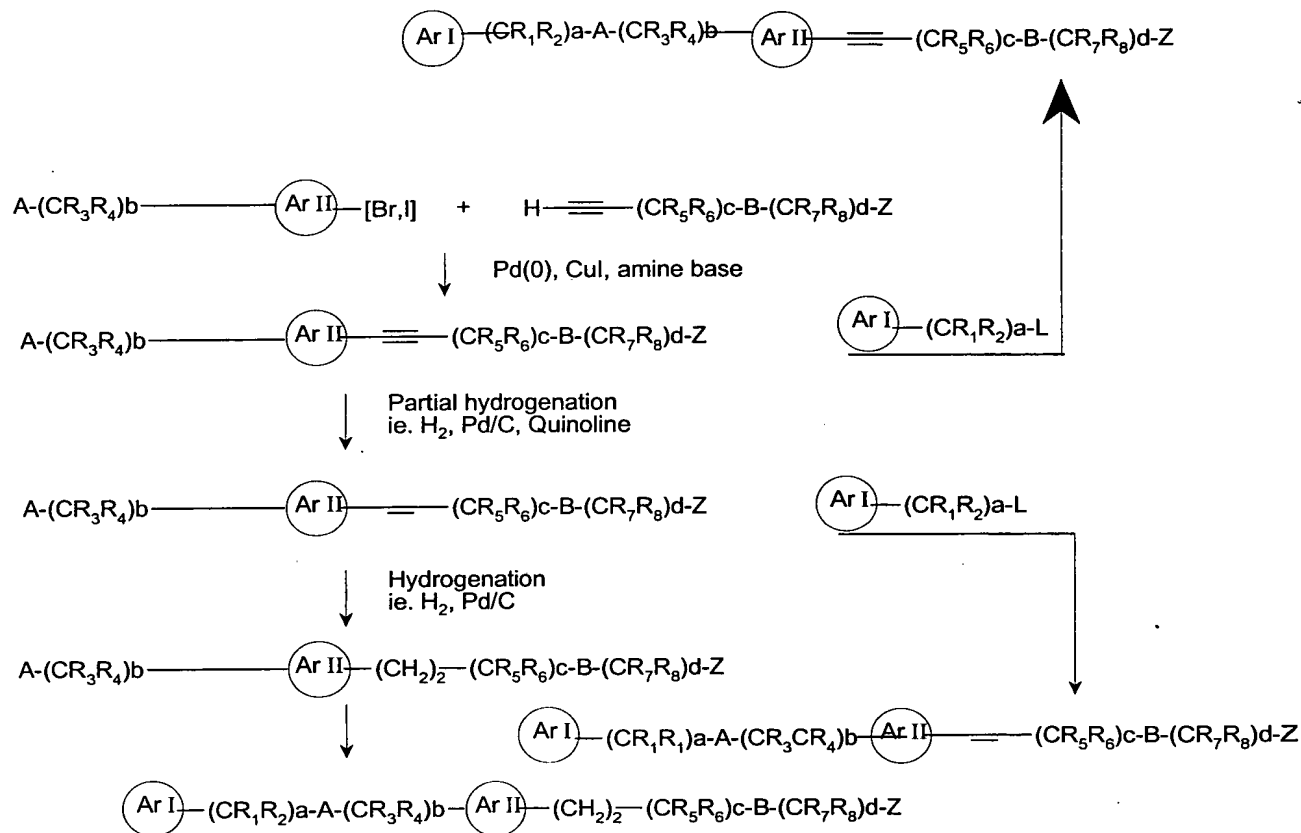 Ar I (CR₁R₂)a-A-(CR₃R₄)b Ar II ≡ (CR₅R₆)c-B-(CR₇R₈)d-Z
A-(CR₃R₄)b Ar II [Br,I] + H ≡ (CR₅R₆)c-B-(CR₇R₈)d-Z
Pd(0), CuI, amine base
A-(CR₃R₄)b Ar II ≡ (CR₅R₆)c-B-(CR₇R₈)d-Z
Ar I (CR₁R₂)a-L
Partial hydrogenation
ie. H₂, Pd/C, Quinoline
A-(CR₃R₄)b Ar II = (CR₅R₆)c-B-(CR₇R₈)d-Z
Ar I (CR₁R₂)a-L
Hydrogenation
ie. H₂, Pd/C
A-(CR₃R₄)b Ar II (CH₂)₂ (CR₅R₆)c-B-(CR₇R₈)d-Z
Ar I (CR₁R₁)a-A-(CR₃CR₄)b Ar II = (CR₅R₆)c-B-(CR₇R₈)d-Z
Ar I (CR₁R₂)a-A-(CR₃R₄)b Ar II (CH₂)₂ (CR₅R₆)c-B-(CR₇R₈)d-Z